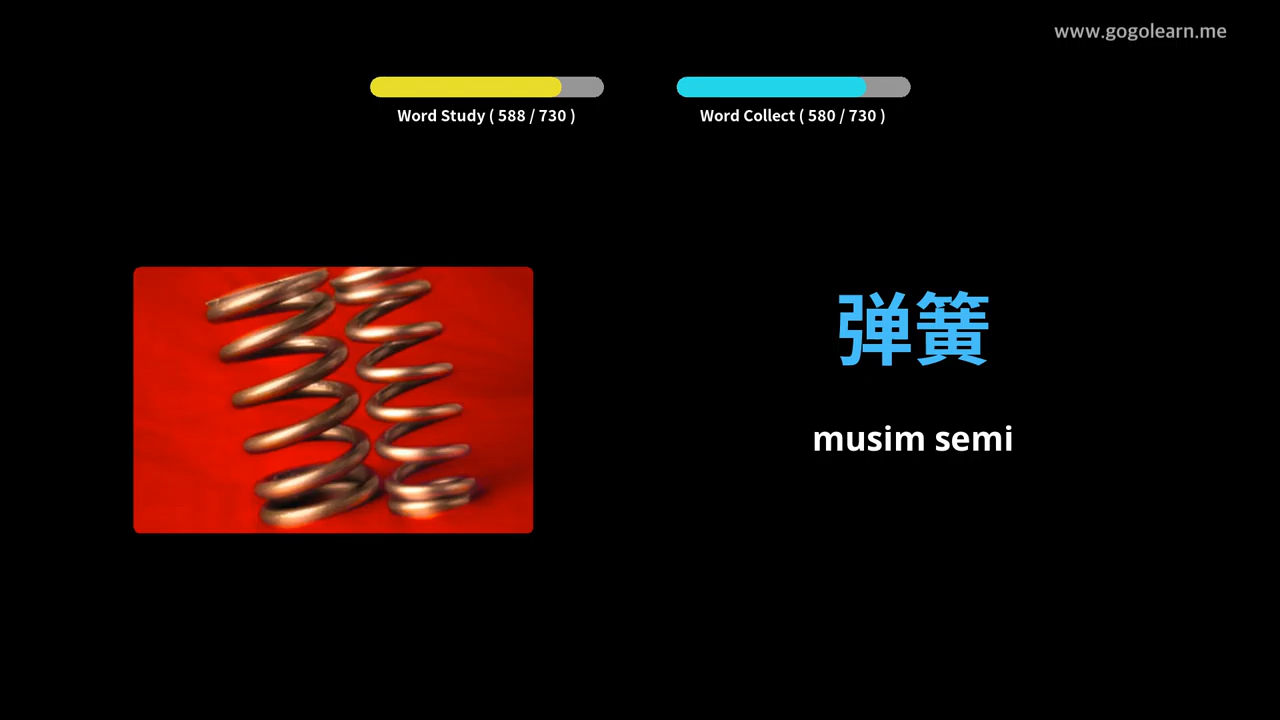 www.gogolearn.me
Word Study ( 588 / 730 )
Word Collect ( 580 / 730 )
弹簧
musim semi